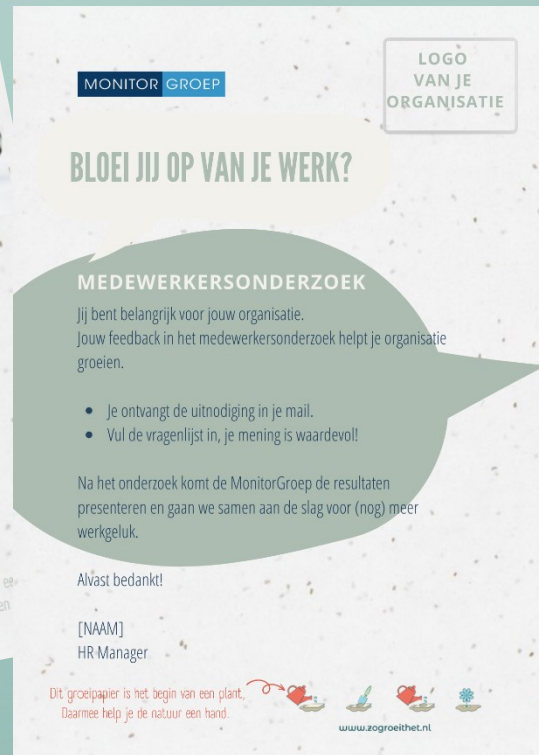 MONITOR GROEP
LOGO
VAN JE
ORGANISATIE
BLOEI JIJ OP VAN JE WERK?
MEDEWERKERSONDERZOEK
Jij bent belangrijk voor jouw organisatie.
Jouw feedback in het medewerkersonderzoek helpt je organisatie
groeien.
• Je ontvangt de uitnodiging in je mail.
• Vul de vragenlijst in, je mening is waardevol!
Na het onderzoek komt de MonitorGroep de resultaten
presenteren en gaan we samen aan de slag voor (nog) meer
werkgeluk.
Alvast bedankt!
[NAAM]
HR Manager
Dit groeipapier is het begin van een plant,
Daarmee help je de natuur een hand.
www.zogroeithet.nl